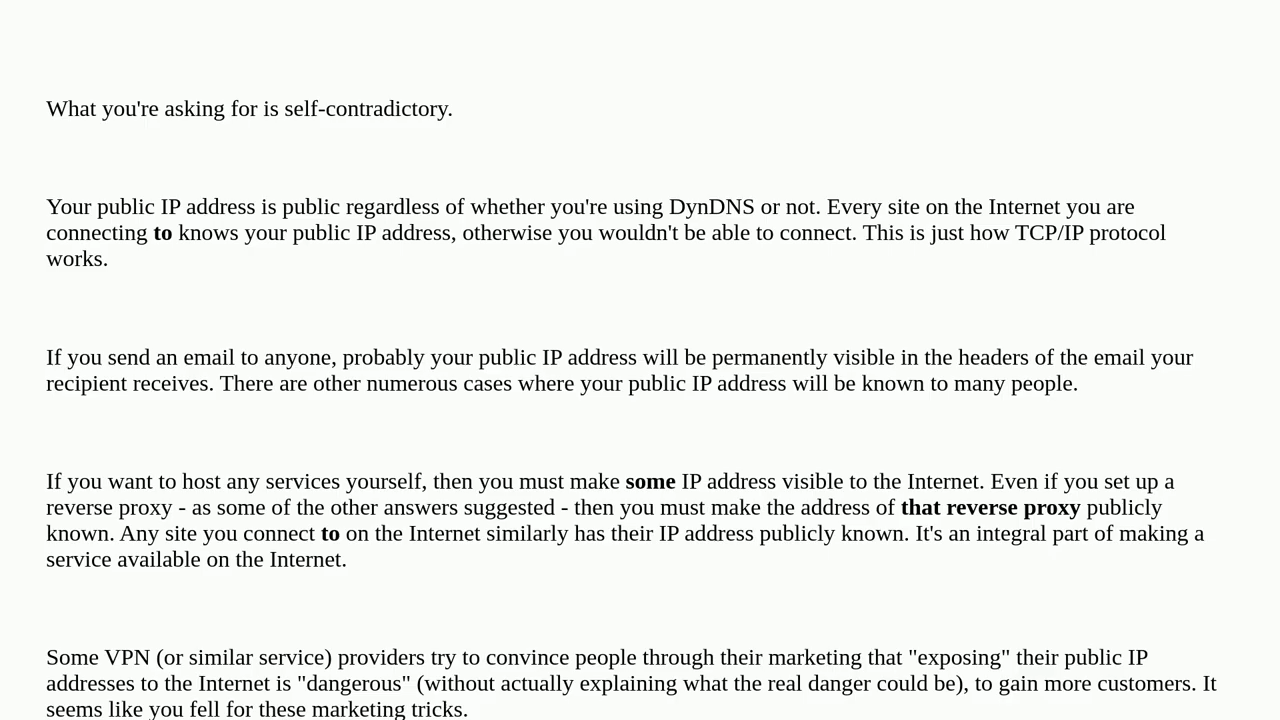 What you're asking for is self-contradictory.
Your public IP address is public regardless of whether you're using DynDNS or not. Every site on the Internet you are
connecting to knows your public IP address, otherwise you wouldn't be able to connect. This is just how TCP/IP protocol
works.
If you send an email to anyone, probably your public IP address will be permanently visible in the headers of the email your
recipient receives. There are other numerous cases where your public IP address will be known to many people.
If you want to host any services yourself, then you must make some IP address visible to the Internet. Even if you set up a
reverse proxy - as some of the other answers suggested - then you must make the address of that reverse proxy publicly
known. Any site you connect to on the Internet similarly has their IP address publicly known. It's an integral part of making a
service available on the Internet.
Some VPN (or similar service) providers try to convince people through their marketing that "exposing" their public IP
addresses to the Internet is "dangerous" (without actually explaining what the real danger could be), to gain more customers. It
seems like you fell for these marketing tricks.